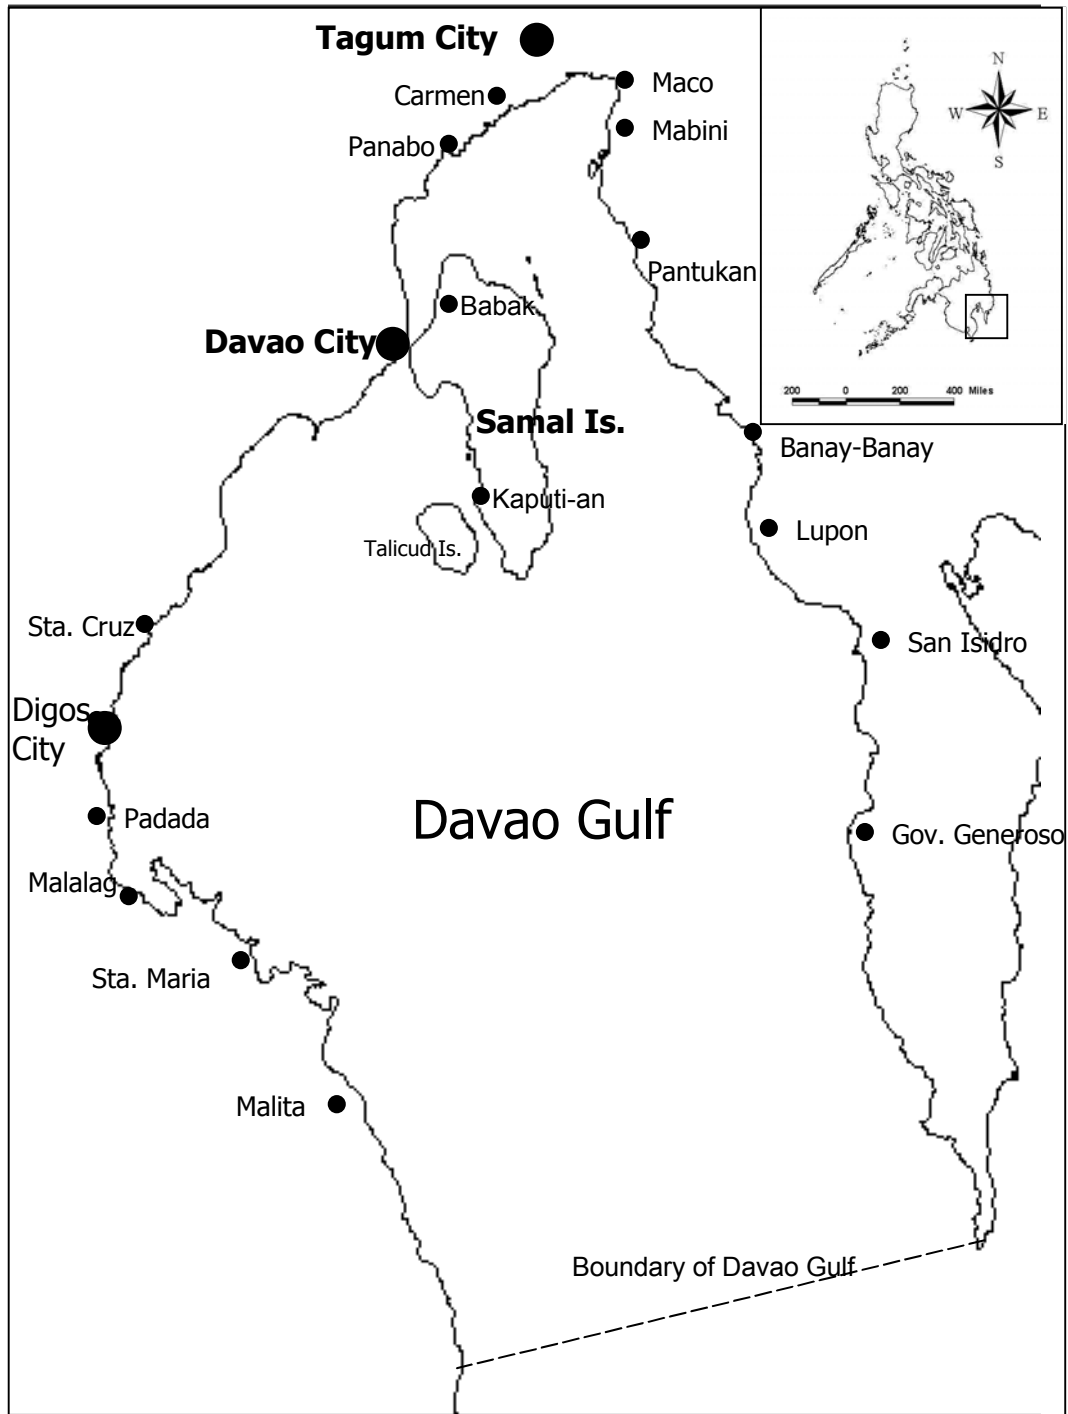 Tagum City
Carmen
Maco
Mabini
Panabo
N
W
E
S
Pantukan
Babak
Davao City
200 0 200 400 Miles
Samal Is.
Banay-Banay
Kaputi-an
Lupon
Talicud Is.
Sta. Cruz
San Isidro
Digos
City
Padada
Davao Gulf
Gov. Generoso
Malalag
Sta. Maria
Malita
Boundary of Davao Gulf